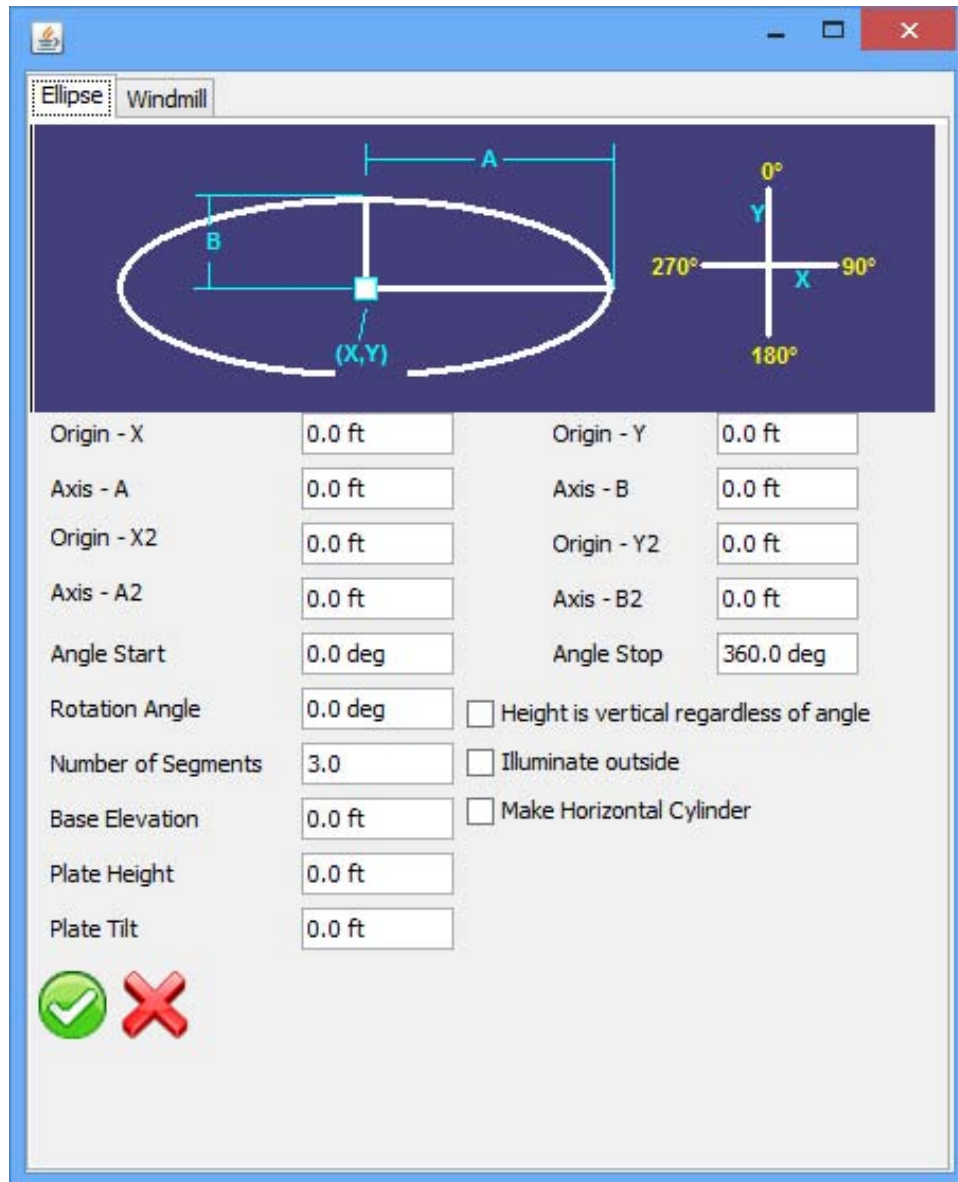 Ellipse Windmill
A
0°
Y
B
270° 90°
X
(X,Y)
180°
Origin - X 0.0 ft Origin - Y 0.0 ft
Axis - A 0.0 ft Axis - B 0.0 ft
Origin - X2 0.0 ft Origin - Y2 0.0 ft
Axis - A2 0.0 ft Axis - B2 0.0 ft
Angle Start 0.0 deg Angle Stop 360.0 deg
Rotation Angle 0.0 deg Height is vertical regardless of angle
Number of Segments 3.0 Illuminate outside
Base Elevation 0.0 ft Make Horizontal Cylinder
Plate Height 0.0 ft
Plate Tilt 0.0 ft